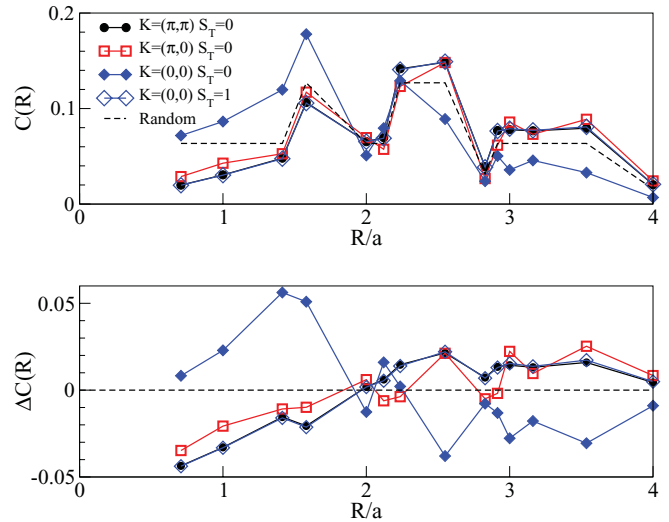 0.2
K=(π,π) S_T=0
K=(π,0) S_T=0
K=(0,0) S_T=0
K=(0,0) S_T=1
Random
C(R)
0.1
0
0 1 2 3 4
R/a
0.05
ΔC(R)
0
-0.05
0 1 2 3 4
R/a